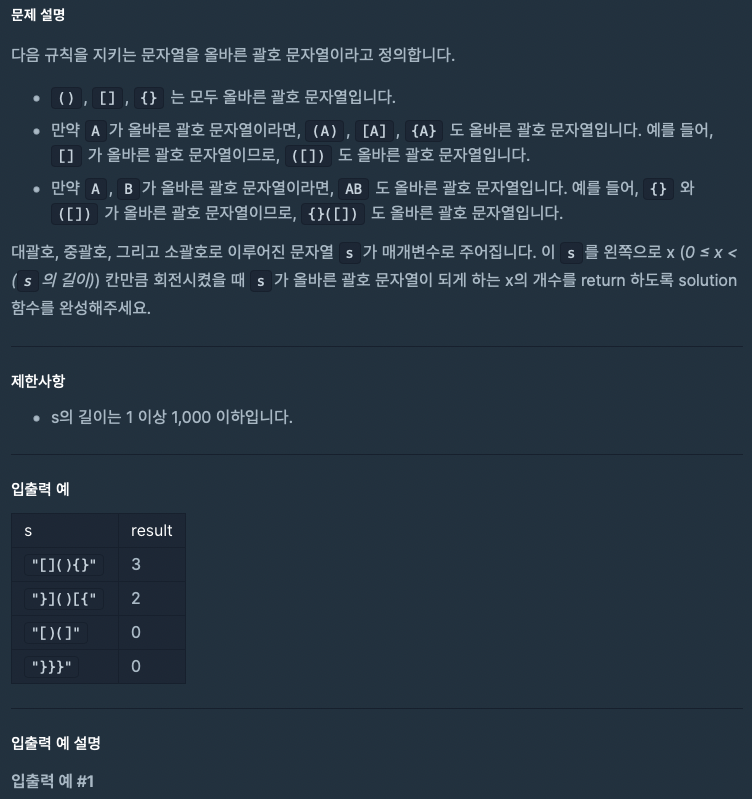 문제 설명
다음 규칙을 지키는 문자열을 올바른 괄호 문자열이라고 정의합니다.
• (), [], {} 는 모두 올바른 괄호 문자열입니다.
• 만약 A가 올바른 괄호 문자열이라면, (A), [A], {A} 도 올바른 괄호 문자열입니다. 예를 들어,
[] 가 올바른 괄호 문자열이므로, ([]) 도 올바른 괄호 문자열입니다.
• 만약 A, B가 올바른 괄호 문자열이라면, AB 도 올바른 괄호 문자열입니다. 예를 들어, {} 와
([]) 가 올바른 괄호 문자열이므로, {}([]) 도 올바른 괄호 문자열입니다.
대괄호, 중괄호, 그리고 소괄호로 이루어진 문자열 s가 매개변수로 주어집니다. 이 s를 왼쪽으로 x (0 ≤ x <
(s의 길이)) 칸만큼 회전시켰을 때 s가 올바른 괄호 문자열이 되게 하는 x의 개수를 return 하도록 solution
함수를 완성해주세요.
제한사항
• s의 길이는 1 이상 1,000 이하입니다.
입출력 예
s result
"[](){}" 3
"}]()[{" 2
"[)(]" 0
"}}}" 0
입출력 예 설명
입출력 예 #1